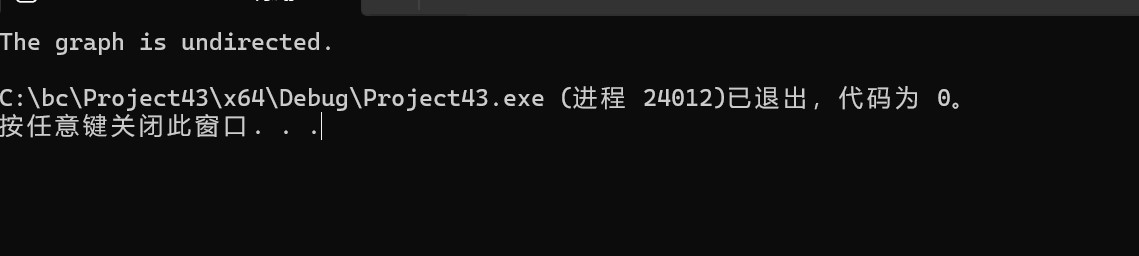 The graph is undirected.
C:\bc\Project43\x64\Debug\Project43.exe (进程 24012)已退出，代码为 0。
按任意键关闭此窗口. . .